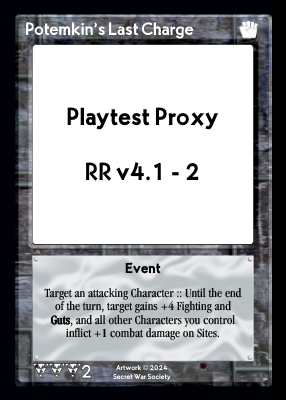 Potemkin's Last Charge
Playtest Proxy
RR v4.1 - 2
Event
Target an attacking Character :: Until the end
of the turn, target gains +4 Fighting and
Guts, and all other Characters you control
inflict +1 combat damage on Sites.
2
Artwork © 2024
Secret War Society